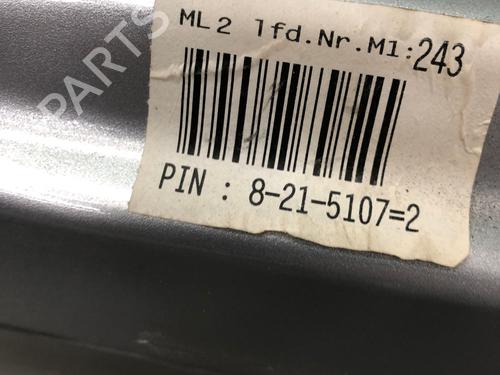 ML2 lfd.Nr.M1:243
PIN : 8-21-5107=2
B-PARTS